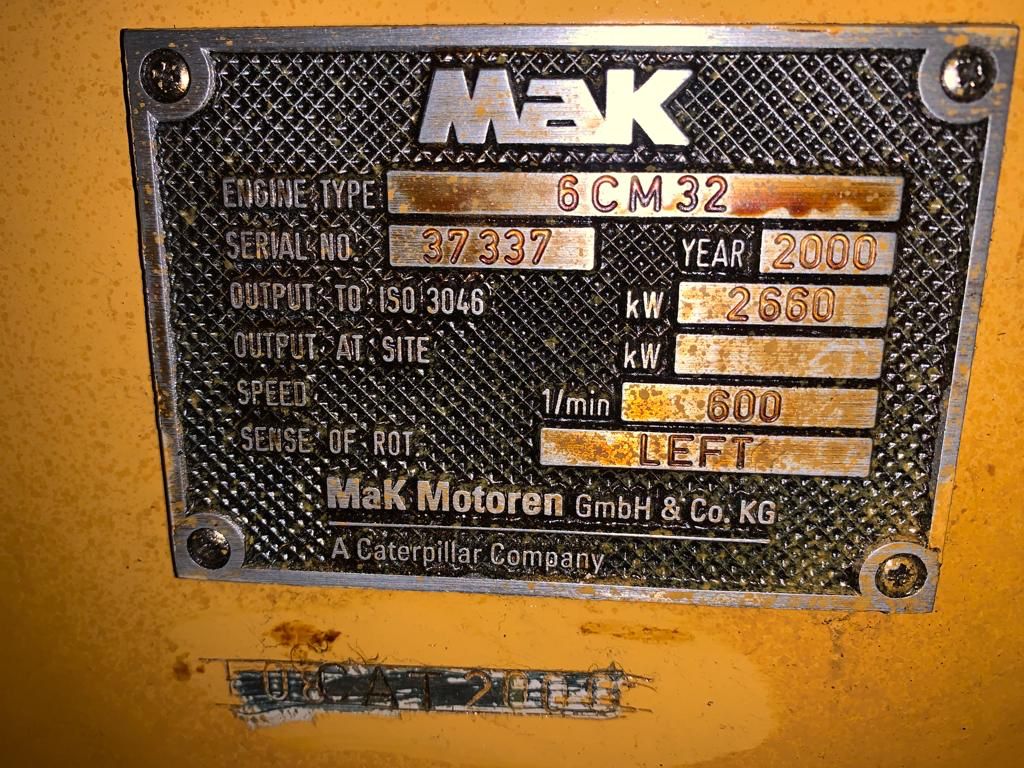 MaK
ENGINE TYPE 6CM32
SERIAL NO. 37337 YEAR 2000
OUTPUT TO ISO 3046 kW 2660
OUTPUT AT SITE kW
SPEED 1/min 600
SENSE OF ROT. LEFT
MaK Motoren GmbH & Co. KG
A Caterpillar Company